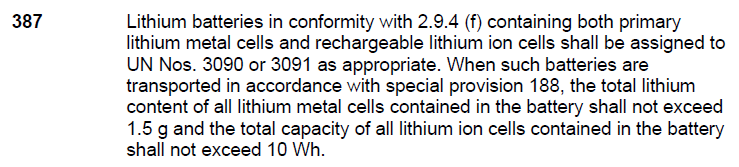 387 Lithium batteries in conformity with 2.9.4 (f) containing both primary
lithium metal cells and rechargeable lithium ion cells shall be assigned to
UN Nos. 3090 or 3091 as appropriate. When such batteries are
transported in accordance with special provision 188, the total lithium
content of all lithium metal cells contained in the battery shall not exceed
1.5 g and the total capacity of all lithium ion cells contained in the battery
shall not exceed 10 Wh.